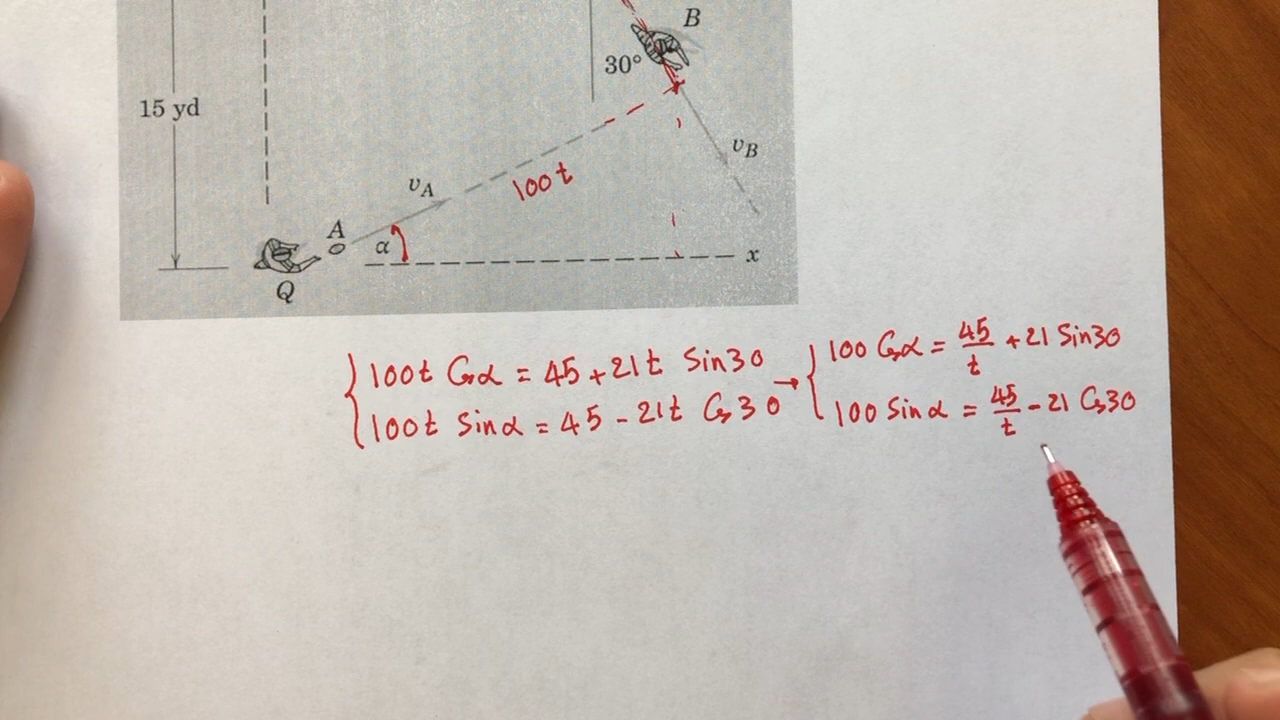 B
30°
15 yd
v_B
100t
v_A
A
α
x
Q
100t Cosα = 45 + 21t Sin30 → 100 Cosα = 45/t + 21 Sin30
100t Sinα = 45 - 21t Cos30 100 Sinα = 45/t - 21 Cos30